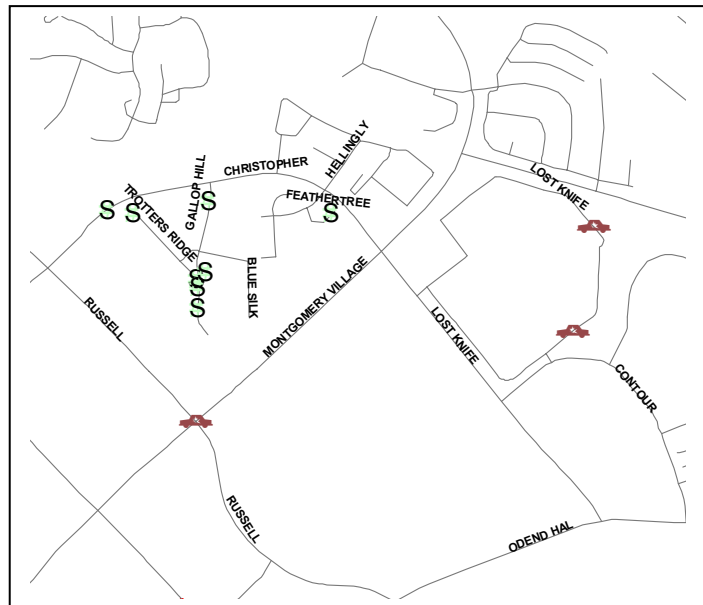 HELLINGLY
CHRISTOPHER
LOST KNIFE
GALLOP HILL
TROTTERS RIDGE
FEATHERTREE
S
S
S
S
S
S
S
S
BLUE SILK
RUSSELL
MONTGOMERY VILLAGE
LOST KNIFE
CONTOUR
RUSSELL
ODEND HAL